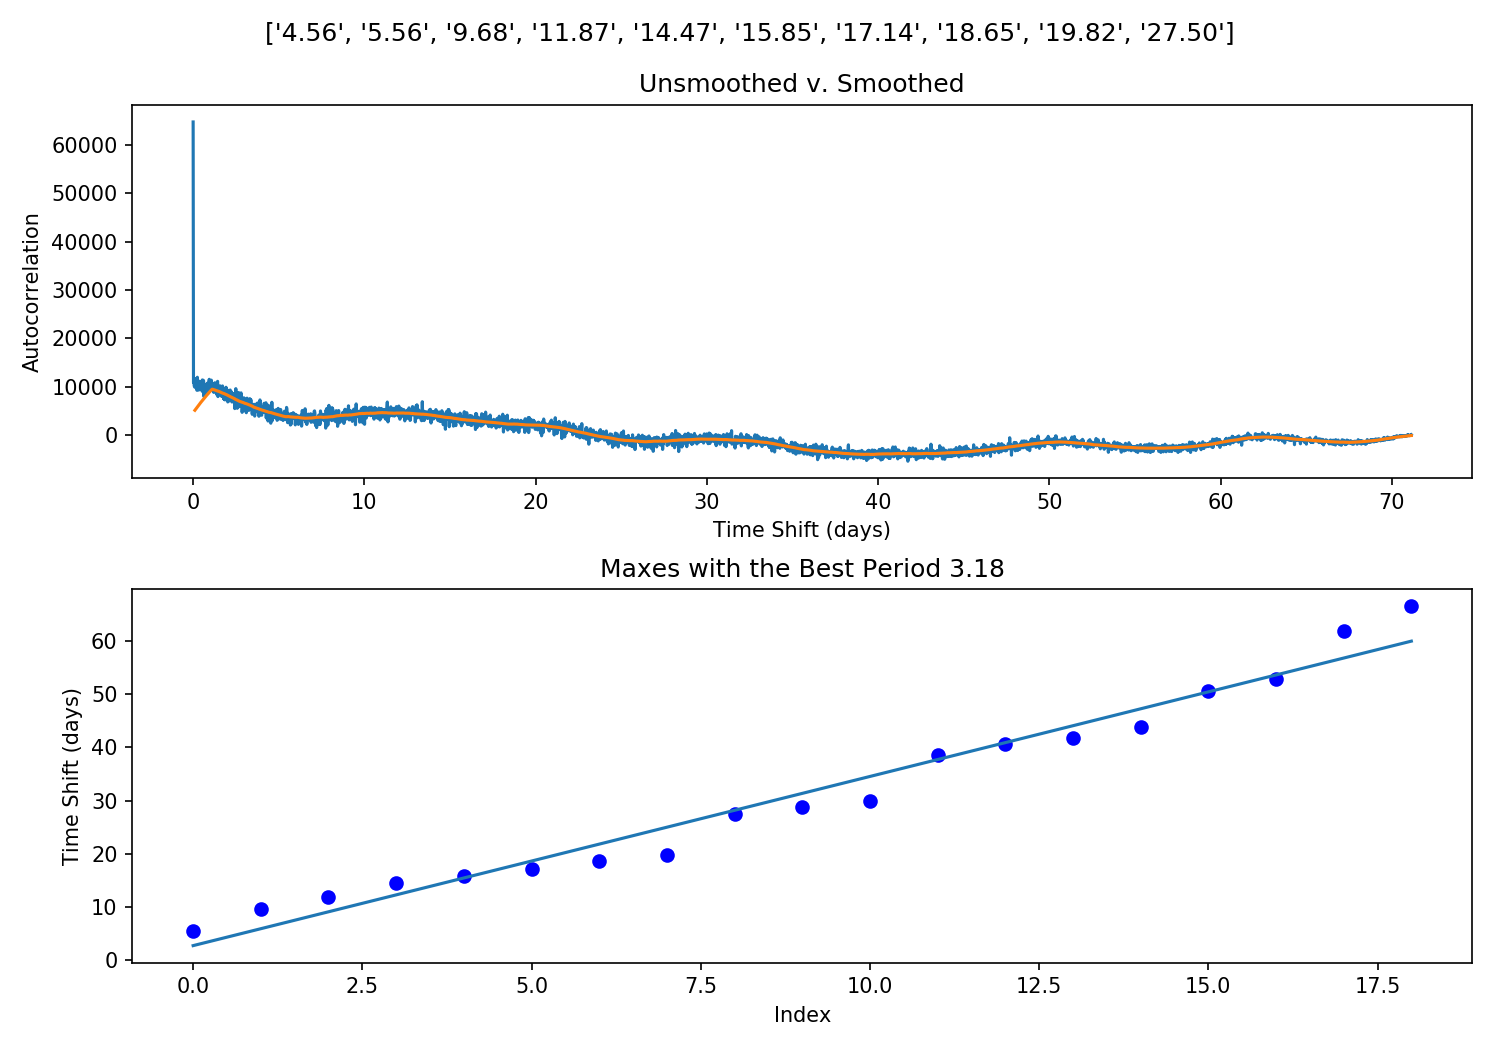 ['4.56', '5.56', '9.68', '11.87', '14.47', '15.85', '17.14', '18.65', '19.82', '27.50']
Unsmoothed v. Smoothed
Autocorrelation
60000
50000
40000
30000
20000
10000
0
0 10 20 30 40 50 60 70
Time Shift (days)
Maxes with the Best Period 3.18
Time Shift (days)
60
50
40
30
20
10
0
0.0 2.5 5.0 7.5 10.0 12.5 15.0 17.5
Index